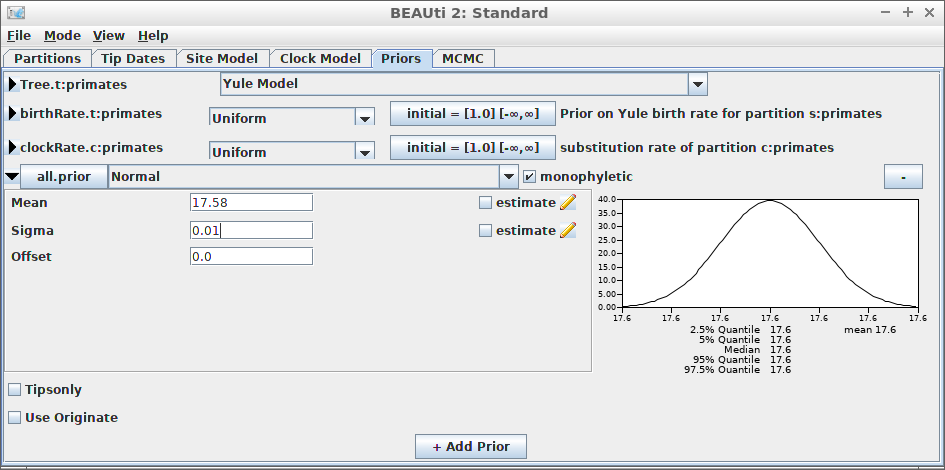 BEAUti 2: Standard
File Mode View Help
Partitions Tip Dates Site Model Clock Model Priors MCMC
Tree.t:primates Yule Model
birthRate.t:primates Uniform initial = [1.0] [-∞,∞] Prior on Yule birth rate for partition s:primates
clockRate.c:primates Uniform initial = [1.0] [-∞,∞] substitution rate of partition c:primates
all.prior Normal monophyletic -
Mean 17.58 estimate
Sigma 0.01 estimate
Offset 0.0
40.0
35.0
30.0
25.0
20.0
15.0
10.0
5.00
0.00
17.6 17.6 17.6 17.6 17.6 17.6 17.6
2.5% Quantile 17.6 mean 17.6
5% Quantile 17.6
Median 17.6
95% Quantile 17.6
97.5% Quantile 17.6
Tipsonly
Use Originate
+ Add Prior